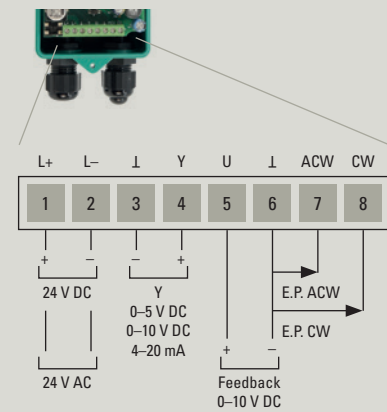 L+ L– ⊥ Y U ⊥ ACW CW
1 2 3 4 5 6 7 8
+ – – + E.P. ACW
24 V DC Y
0–5 V DC
0–10 V DC E.P. CW
4–20 mA + –
24 V AC Feedback
0–10 V DC